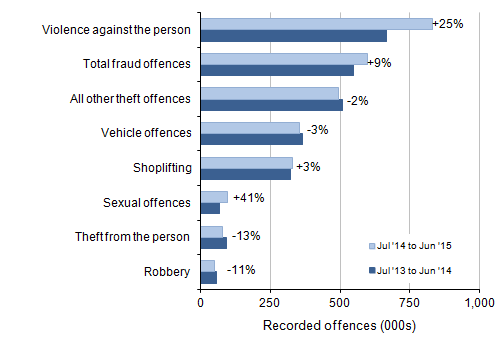 Violence against the person
+25%
Total fraud offences
+9%
All other theft offences
-2%
Vehicle offences
-3%
Shoplifting
+3%
Sexual offences
+41%
Theft from the person
-13%
Jul '14 to Jun '15
Robbery
-11%
Jul '13 to Jun '14
0 250 500 750 1,000
Recorded offences (000s)